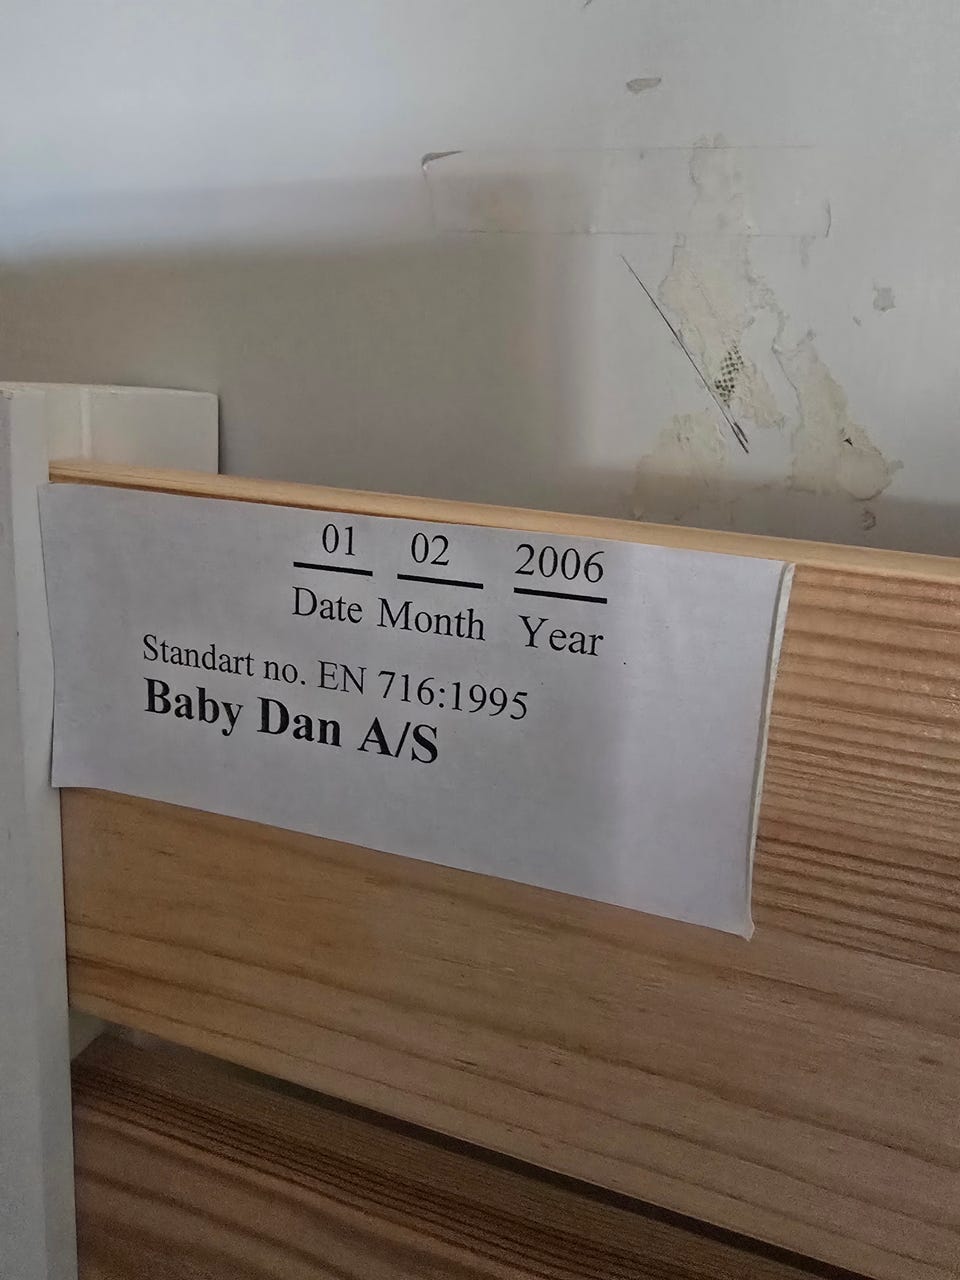 01 02 2006
Date Month Year
Standart no. EN 716:1995
Baby Dan A/S